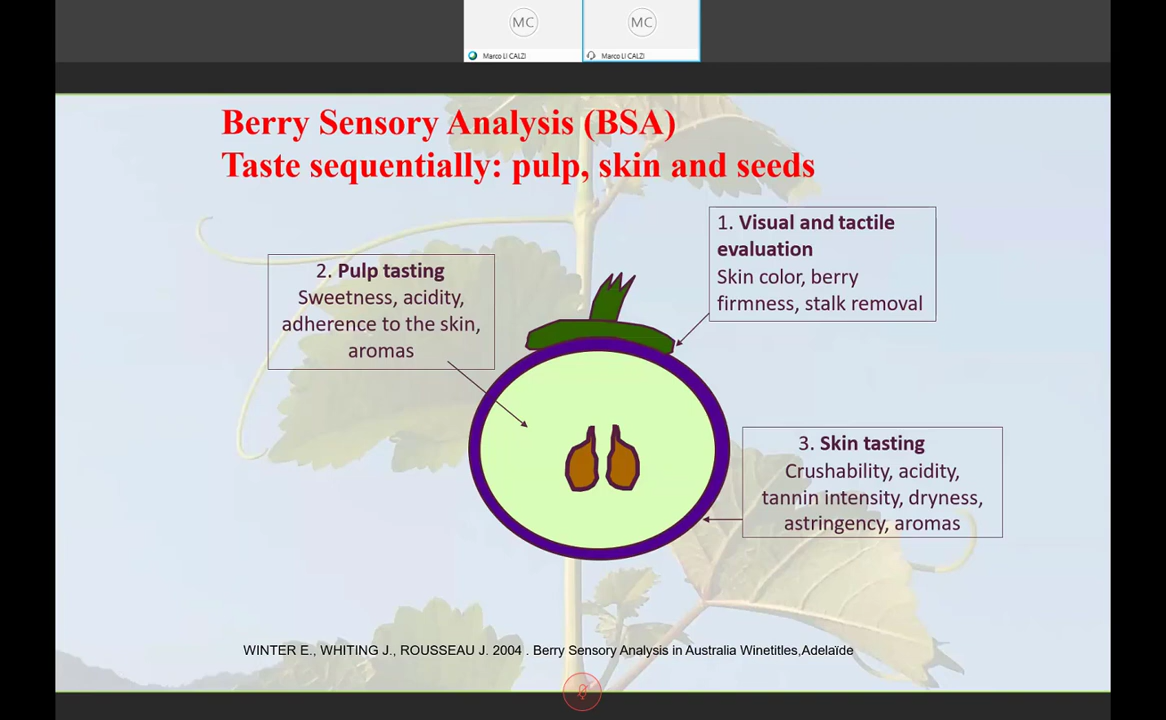 MC
MC
Marco LI CALZI
Marco LI CALZI
Berry Sensory Analysis (BSA)
Taste sequentially: pulp, skin and seeds
1. Visual and tactile
evaluation
Skin color, berry
firmness, stalk removal
2. Pulp tasting
Sweetness, acidity,
adherence to the skin,
aromas
3. Skin tasting
Crushability, acidity,
tannin intensity, dryness,
astringency, aromas
WINTER E., WHITING J., ROUSSEAU J. 2004 . Berry Sensory Analysis in Australia Winetitles,Adelaïde